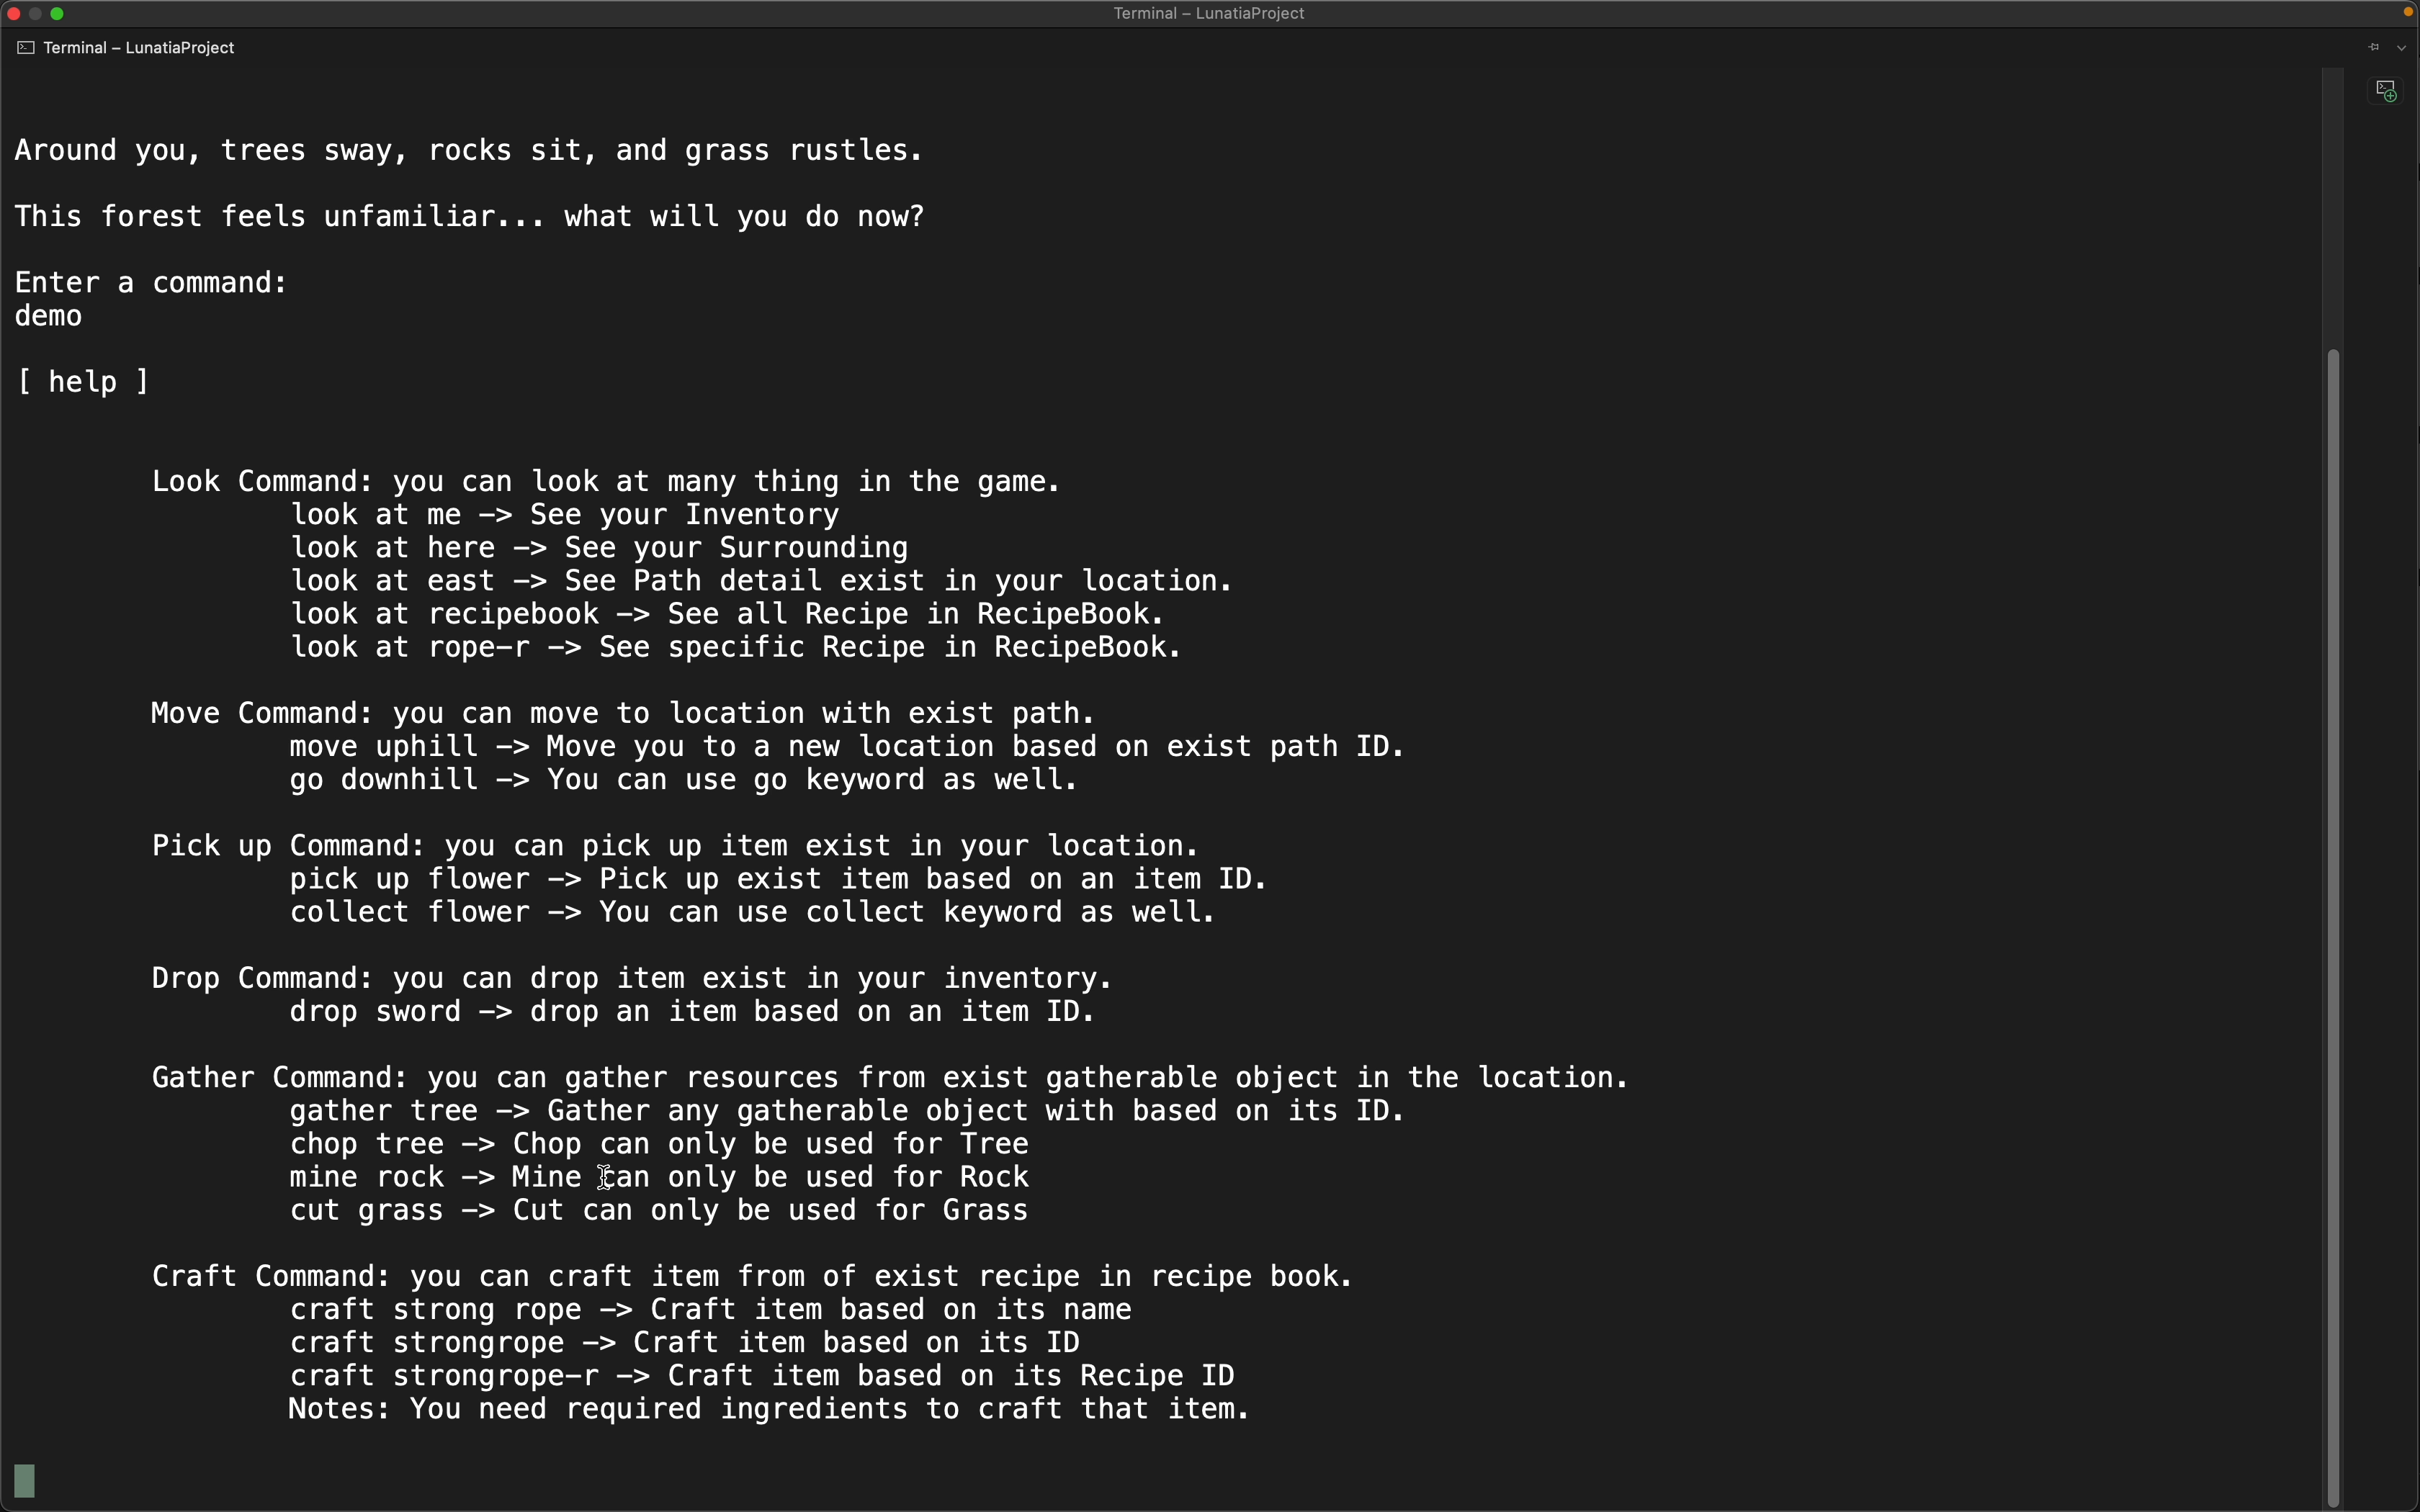 Terminal – LunatiaProject
Terminal – LunatiaProject
Around you, trees sway, rocks sit, and grass rustles.
This forest feels unfamiliar... what will you do now?
Enter a command:
demo
[ help ]
Look Command: you can look at many thing in the game.
look at me -> See your Inventory
look at here -> See your Surrounding
look at east -> See Path detail exist in your location.
look at recipebook -> See all Recipe in RecipeBook.
look at rope-r -> See specific Recipe in RecipeBook.
Move Command: you can move to location with exist path.
move uphill -> Move you to a new location based on exist path ID.
go downhill -> You can use go keyword as well.
Pick up Command: you can pick up item exist in your location.
pick up flower -> Pick up exist item based on an item ID.
collect flower -> You can use collect keyword as well.
Drop Command: you can drop item exist in your inventory.
drop sword -> drop an item based on an item ID.
Gather Command: you can gather resources from exist gatherable object in the location.
gather tree -> Gather any gatherable object with based on its ID.
chop tree -> Chop can only be used for Tree
mine rock -> Mine can only be used for Rock
cut grass -> Cut can only be used for Grass
Craft Command: you can craft item from of exist recipe in recipe book.
craft strong rope -> Craft item based on its name
craft strongrope -> Craft item based on its ID
craft strongrope-r -> Craft item based on its Recipe ID
Notes: You need required ingredients to craft that item.